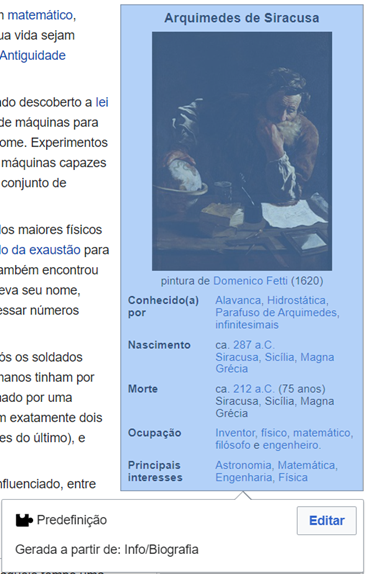 m matemático,
ua vida sejam
Antiguidade
ndo descoberto a lei
de máquinas para
ome. Experimentos
máquinas capazes
conjunto de
los maiores físicos
do da exaustão para
ambém encontrou
eva seu nome,
essar números
ós os soldados
manos tinham por
nado por uma
m exatamente dois
es do último), e
nfluenciado, entre
Arquimedes de Siracusa
pintura de Domenico Fetti (1620)
Conhecido(a) por Alavanca, Hidrostática,
Parafuso de Arquimedes,
infinitesimais
Nascimento ca. 287 a.C.
Siracusa, Sicília, Magna
Grécia
Morte ca. 212 a.C. (75 anos)
Siracusa, Sicília, Magna
Grécia
Ocupação Inventor, físico, matemático,
filósofo e engenheiro.
Principais interesses Astronomia, Matemática,
Engenharia, Física
Predefinição
Editar
Gerada a partir de: Info/Biografia